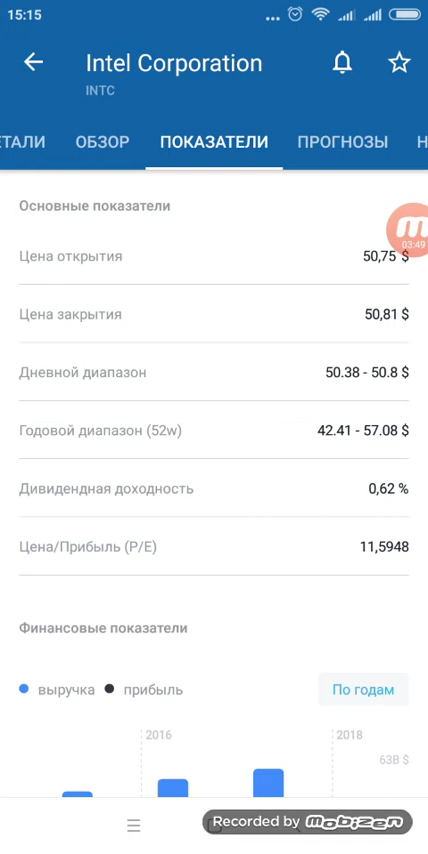 15:15
Intel Corporation
INTC
ЕТАЛИ ОБЗОР ПОКАЗАТЕЛИ ПРОГНОЗЫ Н
Основные показатели
03:49
Цена открытия 50,75 $
Цена закрытия 50,81 $
Дневной диапазон 50.38 - 50.8 $
Годовой диапазон (52w) 42.41 - 57.08 $
Дивидендная доходность 0,62 %
Цена/Прибыль (P/E) 11,5948
Финансовые показатели
выручка прибыль По годам
2016 2018
63B $
Recorded by mobizen